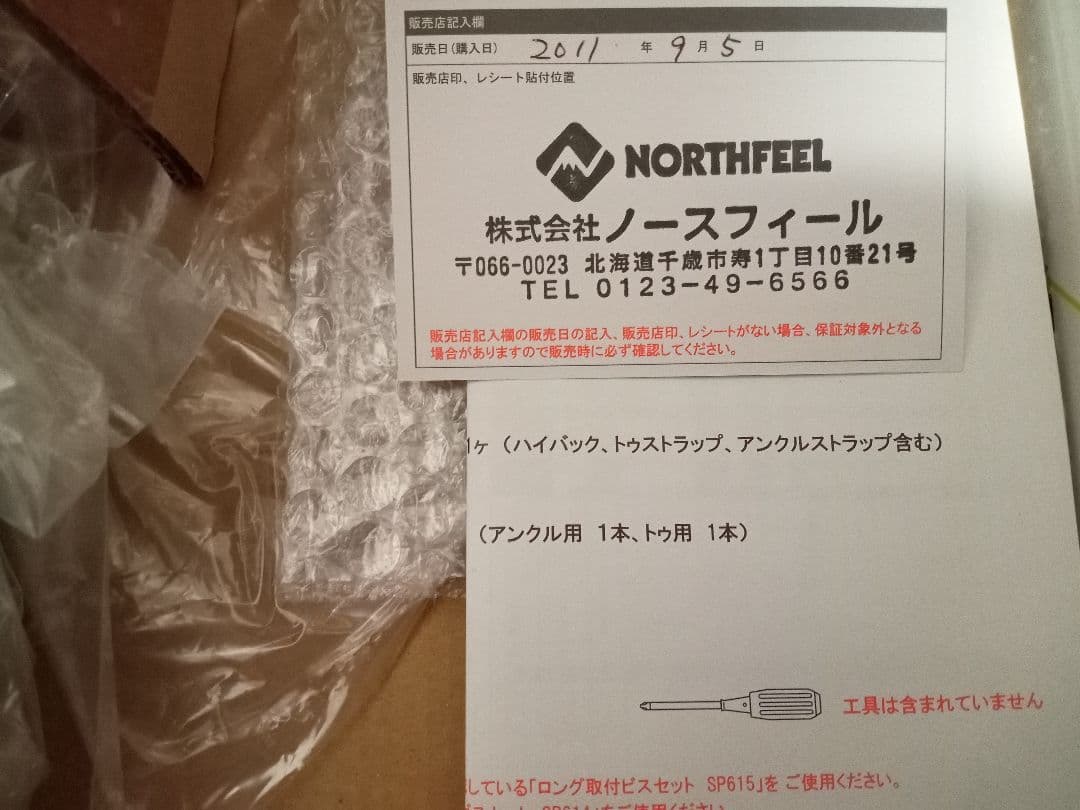 販売店記入欄
販売日(購入日) 2011 年 9 月 5 日
販売店印、レシート貼付位置
NORTHFEEL
株式会社ノースフィール
〒066-0023 北海道千歳市寿1丁目10番21号
TEL 0123-49-6566
販売店記入欄の販売日の記入、販売店印、レシートがない場合、保証対象外となる
場合がありますので販売時に必ず確認してください。
1ヶ (ハイバック、トゥストラップ、アンクルストラップ含む)
(アンクル用 1本、トゥ用 1本)
工具は含まれていません
している「ロング取付ビスセット SP615」を ご使用ください。